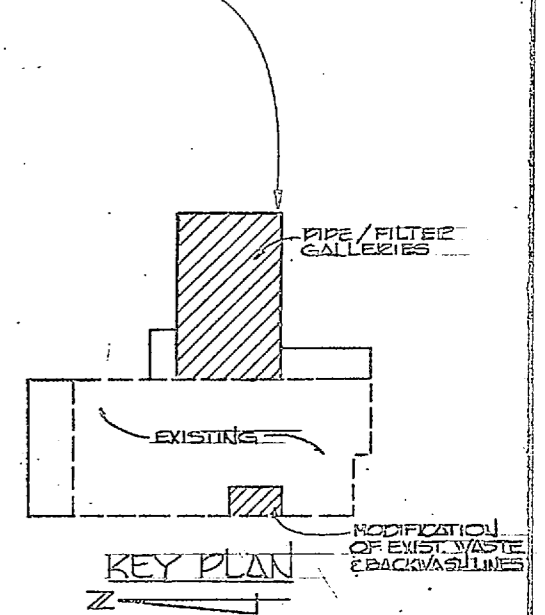 PIPE/FILTER
GALLERIES
EXISTING
MODIFICATION
OF EXIST. WASTE
& BACKWASH LINES
KEY PLAN
N